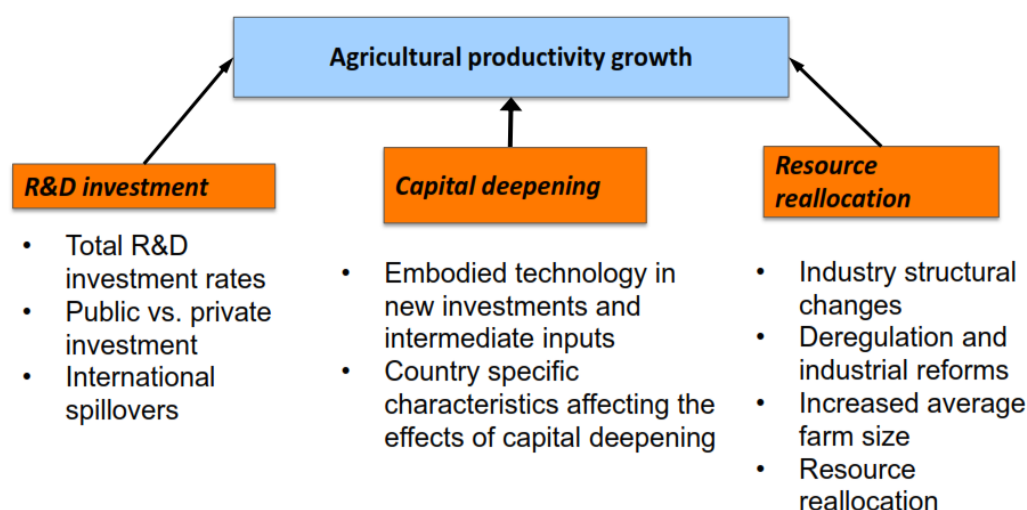 Agricultural productivity growth
R&D investment
• Total R&D
investment rates
• Public vs. private
investment
• International
spillovers
Capital deepening
• Embodied technology in
new investments and
intermediate inputs
• Country specific
characteristics affecting the
effects of capital deepening
Resource
reallocation
• Industry structural
changes
• Deregulation and
industrial reforms
• Increased average
farm size
• Resource
reallocation